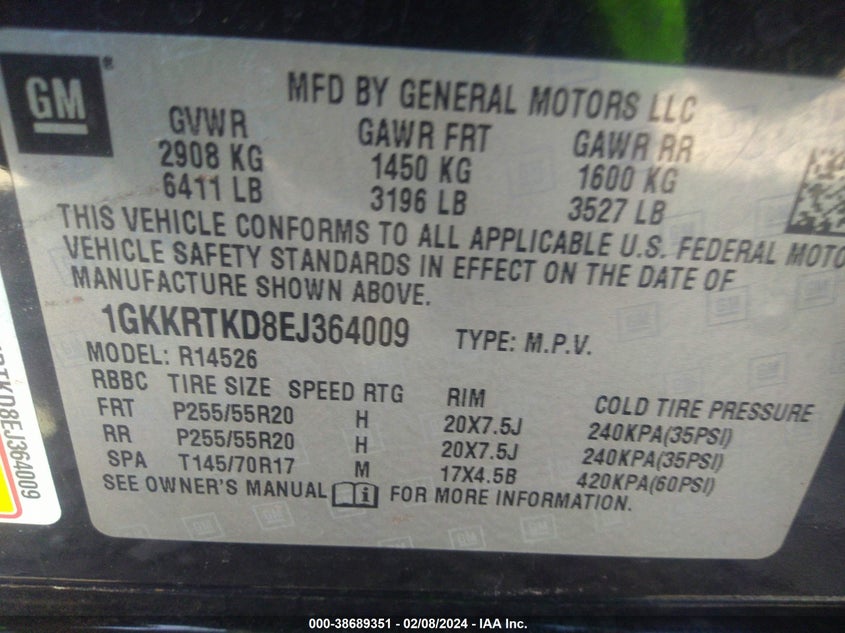 GM ®
MFD BY GENERAL MOTORS LLC
GVWR GAWR FRT GAWR RR
2908 KG 1450 KG 1600 KG
6411 LB 3196 LB 3527 LB
THIS VEHICLE CONFORMS TO ALL APPLICABLE U.S. FEDERAL MOTO
VEHICLE SAFETY STANDARDS IN EFFECT ON THE DATE OF
MANUFACTURE SHOWN ABOVE.
1GKKRTKD8EJ364009 TYPE: M.P.V.
MODEL: R14526
RBBC TIRE SIZE SPEED RTG RIM COLD TIRE PRESSURE
FRT P255/55R20 H 20X7.5J 240KPA(35PSI)
RR P255/55R20 H 20X7.5J 240KPA(35PSI)
SPA T145/70R17 M 17X4.5B 420KPA(60PSI)
SEE OWNER'S MANUAL i FOR MORE INFORMATION.
RTKD8EJ364009
000-38689351 - 02/08/2024 - IAA Inc.